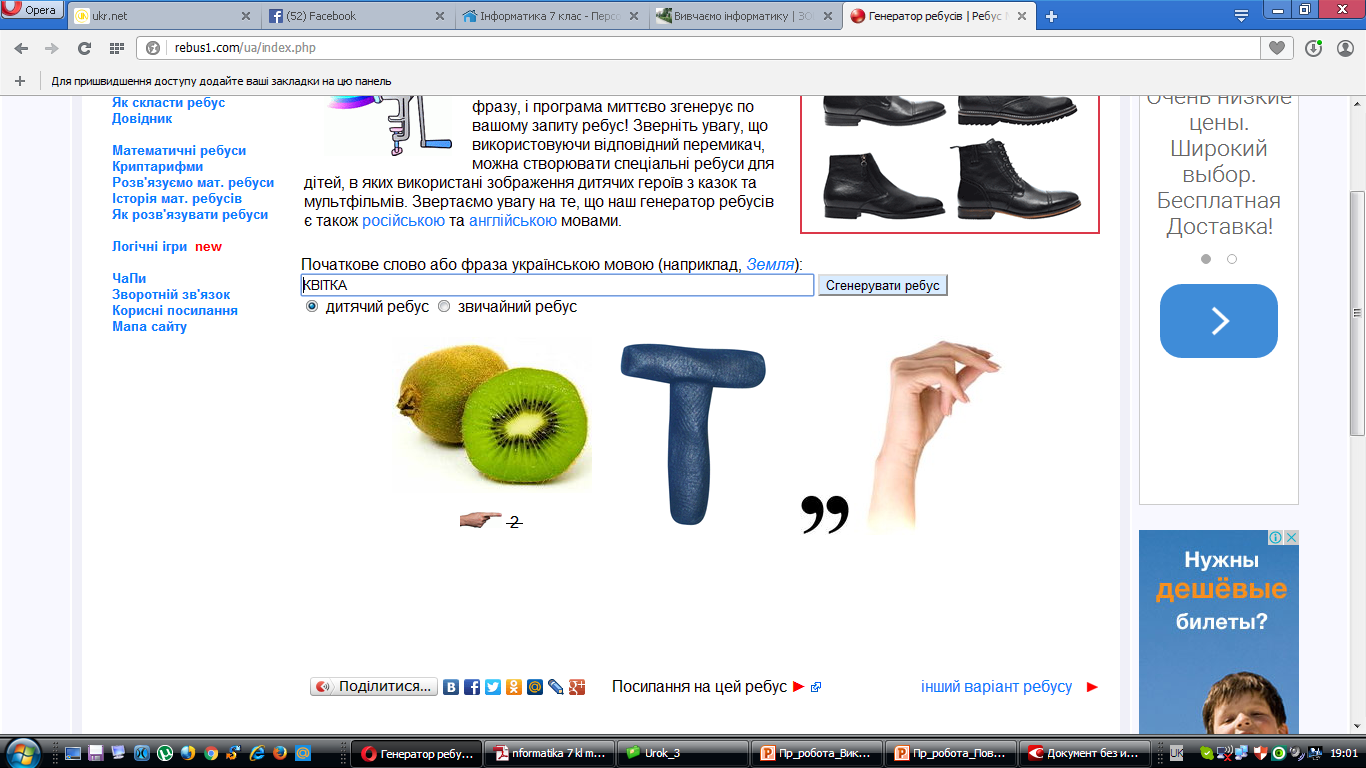 Opera
ukr.net
(52) Facebook
Інформатика 7 клас - Персо
Вивчаємо інформатику | ЗО
Генератор ребусів | Ребус
rebus1.com/ua/index.php
Для пришвидшення доступу додайте ваші закладки на цю панель
Як скласти ребус
Довідник
Математичні ребуси
Криптарифми
Розв'язуємо мат. ребуси
Історія мат. ребусів
Як розв'язувати ребуси
Логічні ігри new
ЧаПи
Зворотній зв'язок
Корисні посилання
Мапа сайту
фразу, і програма миттєво згенерує по
вашому запиту ребус! Зверніть увагу, що
використовуючи відповідний перемикач,
можна створювати спеціальні ребуси для
дітей, в яких використані зображення дитячих героїв з казок та
мультфільмів. Звертаємо увагу на те, що наш генератор ребусів
є також російською та англійською мовами.
Початкове слово або фраза українською мовою (наприклад, Земля):
КВІТКА
Сгенерувати ребус
дитячий ребус звичайний ребус
Т
,,
2
Поділитися...
Посилання на цей ребус
інший варіант ребусу
Очень низкие
цены.
Широкий
выбор.
Бесплатная
Доставка!
Нужны
дешёвые
билеты?
Генератор ребу...
nformatika 7 kl m...
Urok_3
Пр_робота_Вик...
Пр_робота_Пов...
Документ без и...
UK
19:01